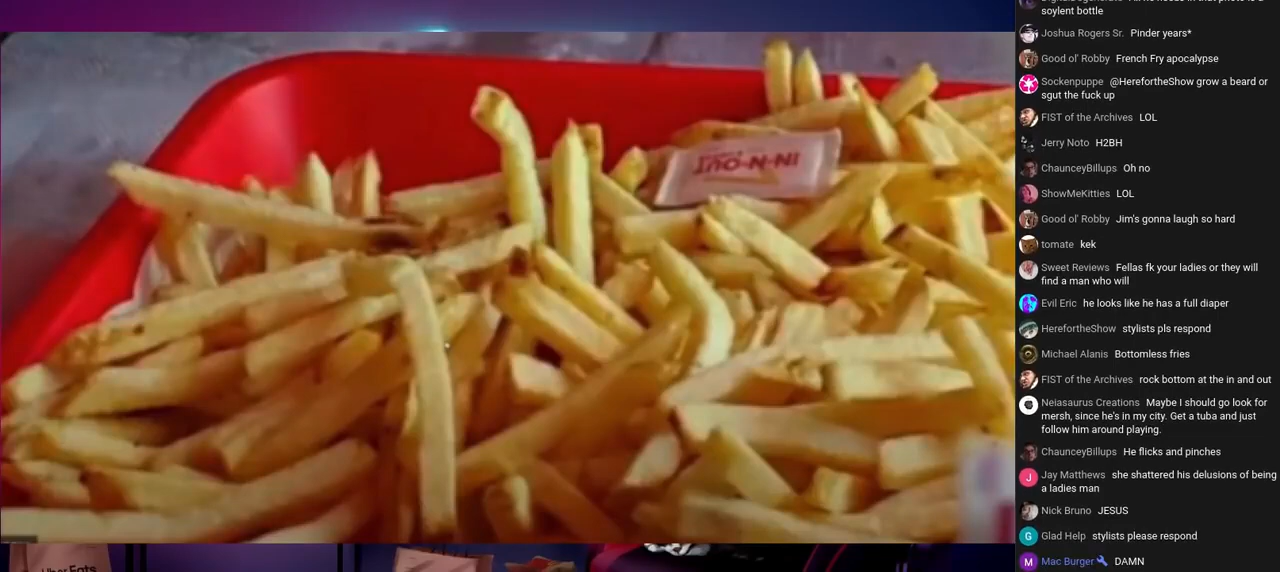 IN-N-OUT
Uber Eats
soylent bottle
Joshua Rogers Sr. Pinder years*
Good ol' Robby French Fry apocalypse
Sockenpuppe @HerefortheShow grow a beard or
sgut the fuck up
FIST of the Archives LOL
Jerry Noto H2BH
ChaunceyBillups Oh no
ShowMeKitties LOL
Good ol' Robby Jim's gonna laugh so hard
tomate kek
Sweet Reviews Fellas fk your ladies or they will
find a man who will
Evil Eric he looks like he has a full diaper
HerefortheShow stylists pls respond
Michael Alanis Bottomless fries
FIST of the Archives rock bottom at the in and out
Neiasaurus Creations Maybe I should go look for
mersh, since he's in my city. Get a tuba and just
follow him around playing.
ChaunceyBillups He flicks and pinches
J Jay Matthews she shattered his delusions of being
a ladies man
Nick Bruno JESUS
G Glad Help stylists please respond
M Mac Burger DAMN